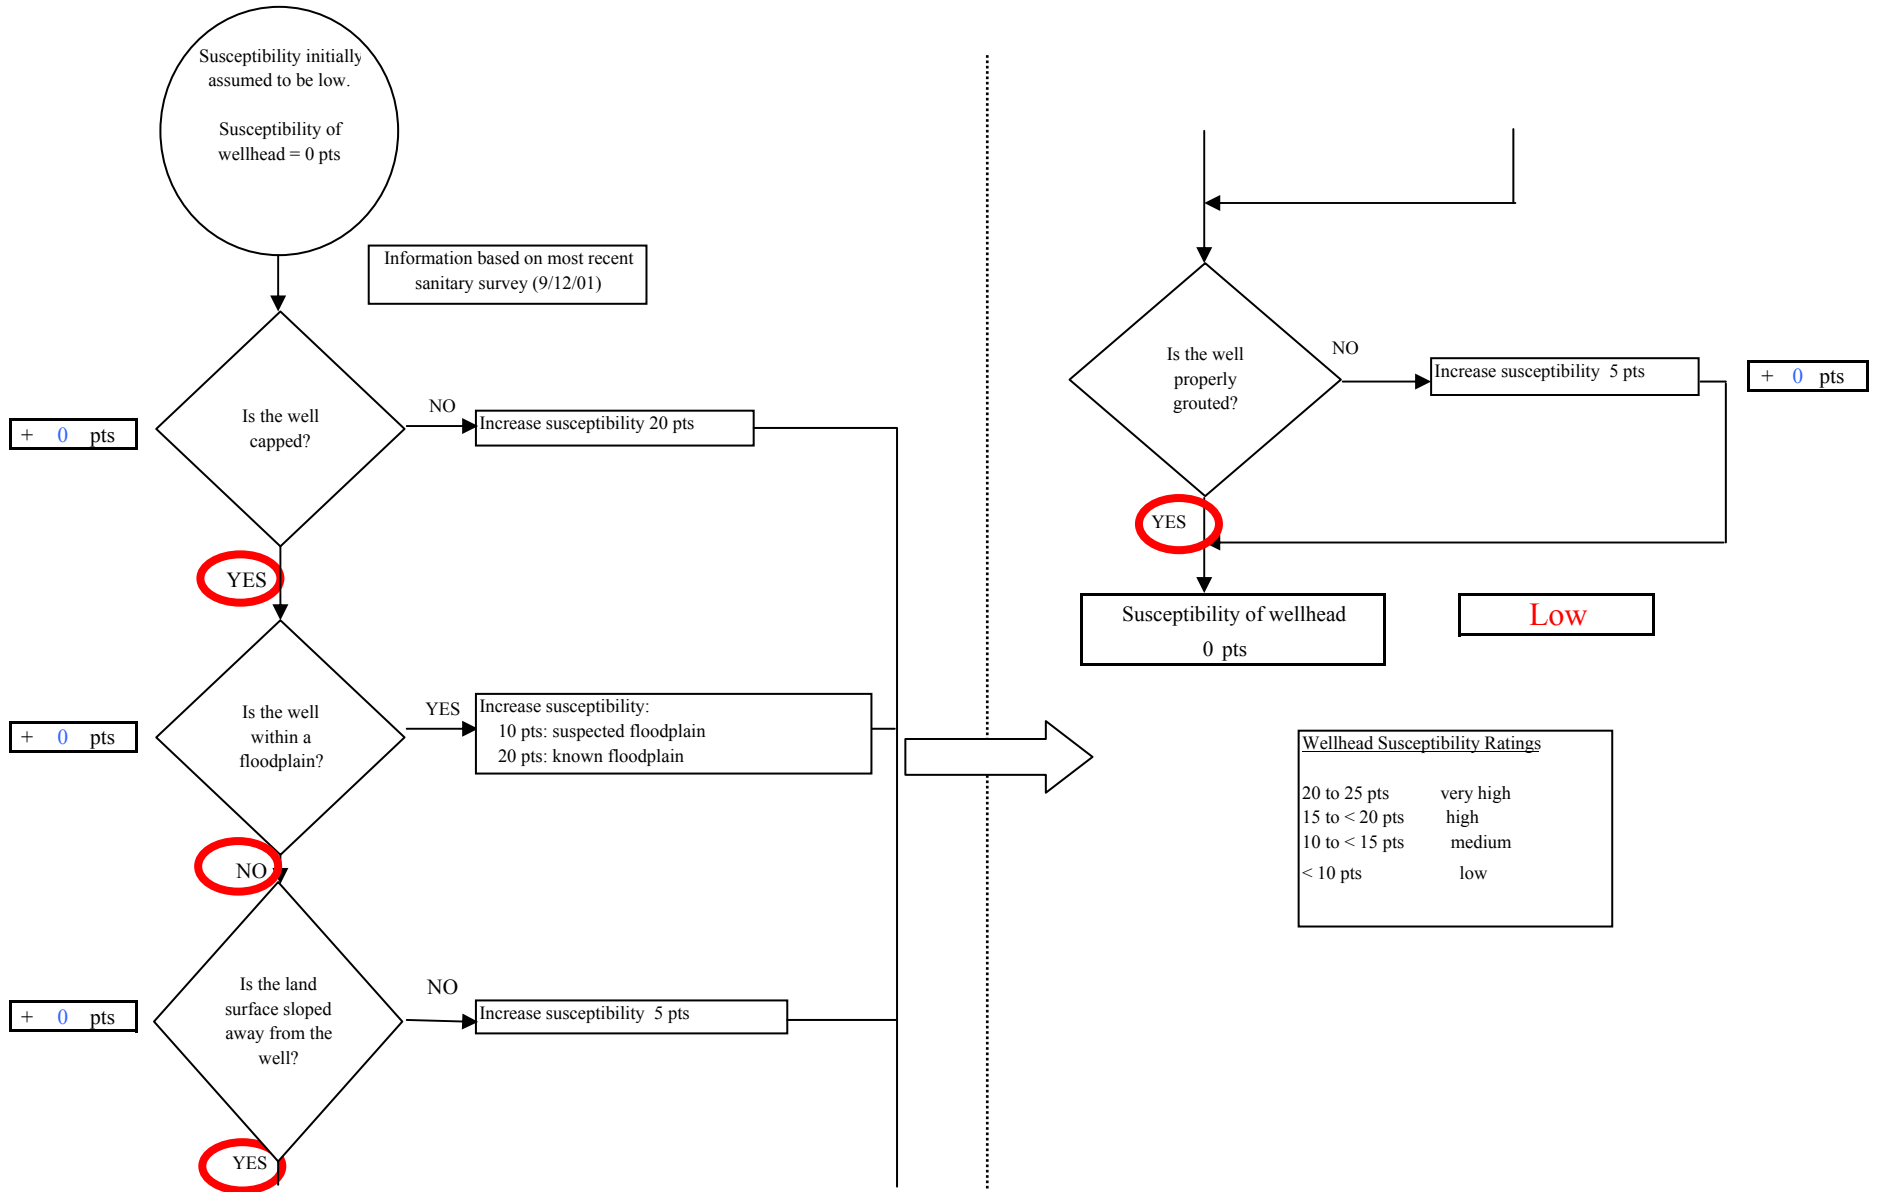 Susceptibility initially
assumed to be low.
Susceptibility of
wellhead = 0 pts
Information based on most recent
sanitary survey (9/12/01)
Is the well
capped?
NO
Increase susceptibility 20 pts
+ 0 pts
YES
Is the well
within a
floodplain?
YES
Increase susceptibility:
10 pts: suspected floodplain
20 pts: known floodplain
+ 0 pts
NO
Is the land
surface sloped
away from the
well?
NO
Increase susceptibility 5 pts
+ 0 pts
YES
Is the well
properly
grouted?
NO
Increase susceptibility 5 pts
+ 0 pts
YES
Susceptibility of wellhead
0 pts
Low
Wellhead Susceptibility Ratings
20 to 25 pts very high
15 to < 20 pts high
10 to < 15 pts medium
< 10 pts low